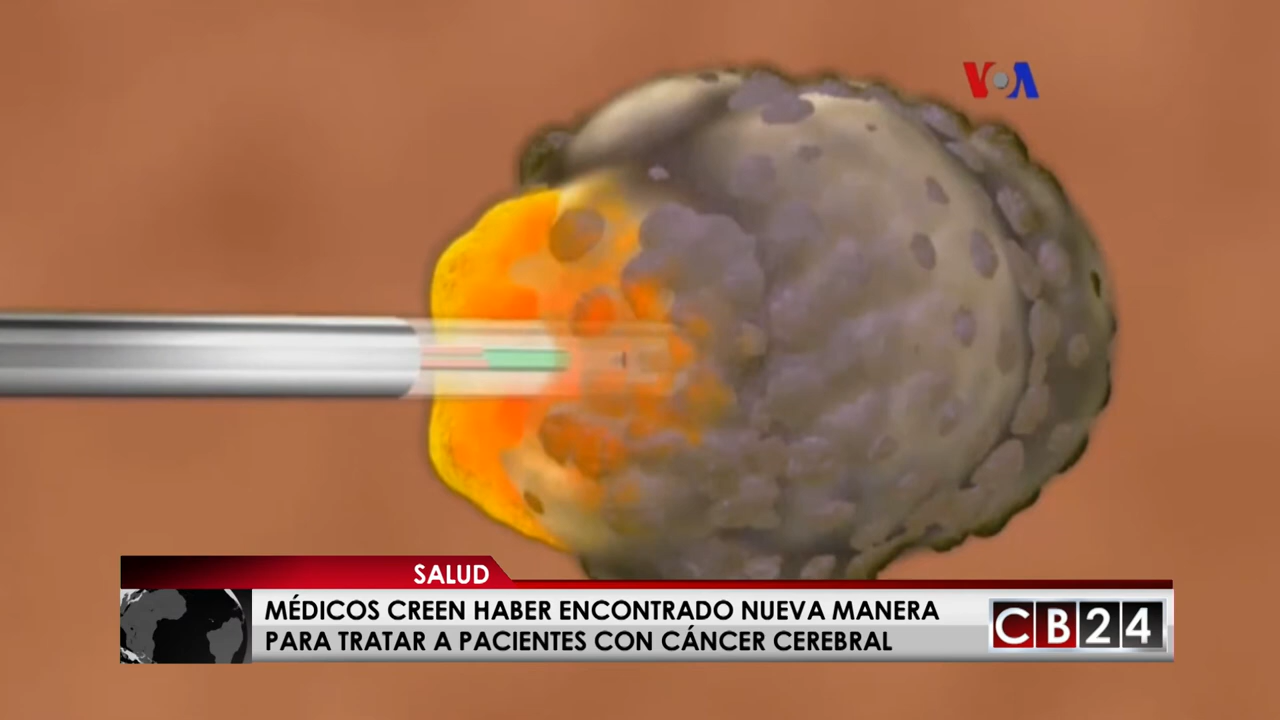 VOA
SALUD
MÉDICOS CREEN HABER ENCONTRADO NUEVA MANERA
PARA TRATAR A PACIENTES CON CÁNCER CEREBRAL
CB24